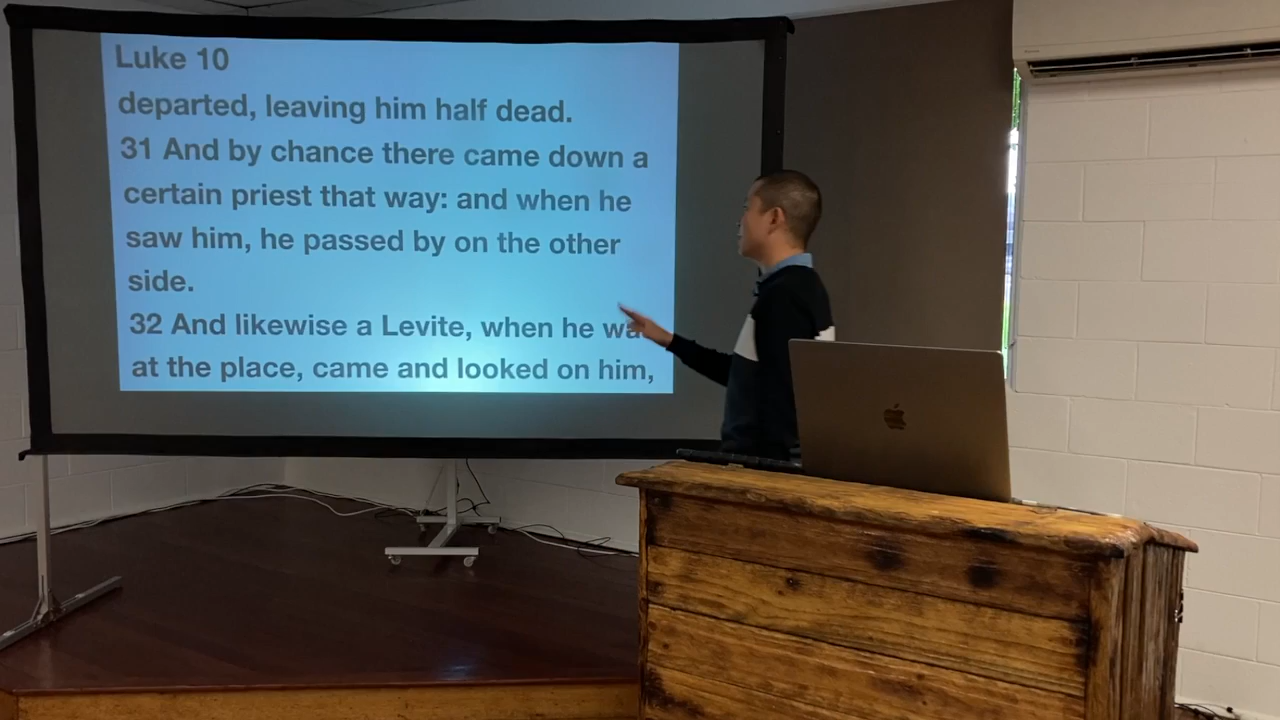 Luke 10
departed, leaving him half dead.
31 And by chance there came down a
certain priest that way: and when he
saw him, he passed by on the other
side.
32 And likewise a Levite, when he wa
at the place, came and looked on him,